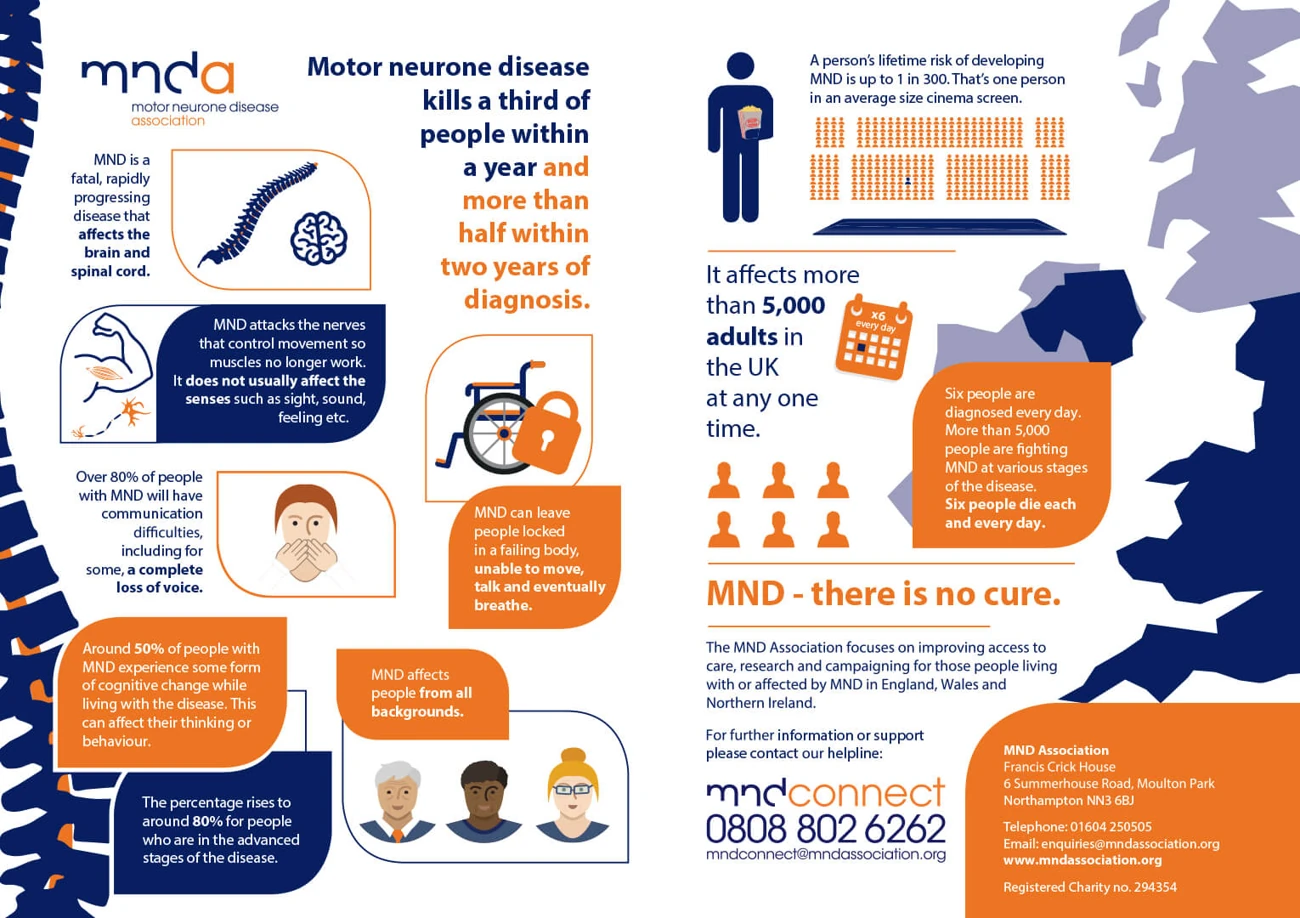 mnda
motor neurone disease
association
Motor neurone disease
kills a third of
people within
a year and
more than
half within
two years of
diagnosis.
MND is a
fatal, rapidly
progressing
disease that
affects the
brain and
spinal cord.
MND attacks the nerves
that control movement so
muscles no longer work.
It does not usually affect the
senses such as sight, sound,
feeling etc.
Over 80% of people
with MND will have
communication
difficulties,
including for
some, a complete
loss of voice.
MND can leave
people locked
in a failing body,
unable to move,
talk and eventually
breathe.
Around 50% of people with
MND experience some form
of cognitive change while
living with the disease. This
can affect their thinking or
behaviour.
The percentage rises to
around 80% for people
who are in the advanced
stages of the disease.
MND affects
people from all
backgrounds.
A person's lifetime risk of developing
MND is up to 1 in 300. That's one person
in an average size cinema screen.
It affects more
than 5,000
adults in
the UK
at any one
time.
x6
every day
Six people are
diagnosed every day.
More than 5,000
people are fighting
MND at various stages
of the disease.
Six people die each
and every day.
MND - there is no cure.
The MND Association focuses on improving access to
care, research and campaigning for those people living
with or affected by MND in England, Wales and
Northern Ireland.
For further information or support
please contact our helpline:
mndconnect
0808 802 6262
mndconnect@mndassociation.org
MND Association
Francis Crick House
6 Summerhouse Road, Moulton Park
Northampton NN3 6BJ
Telephone: 01604 250505
Email: enquiries@mndassociation.org
www.mndassociation.org
Registered Charity no. 294354